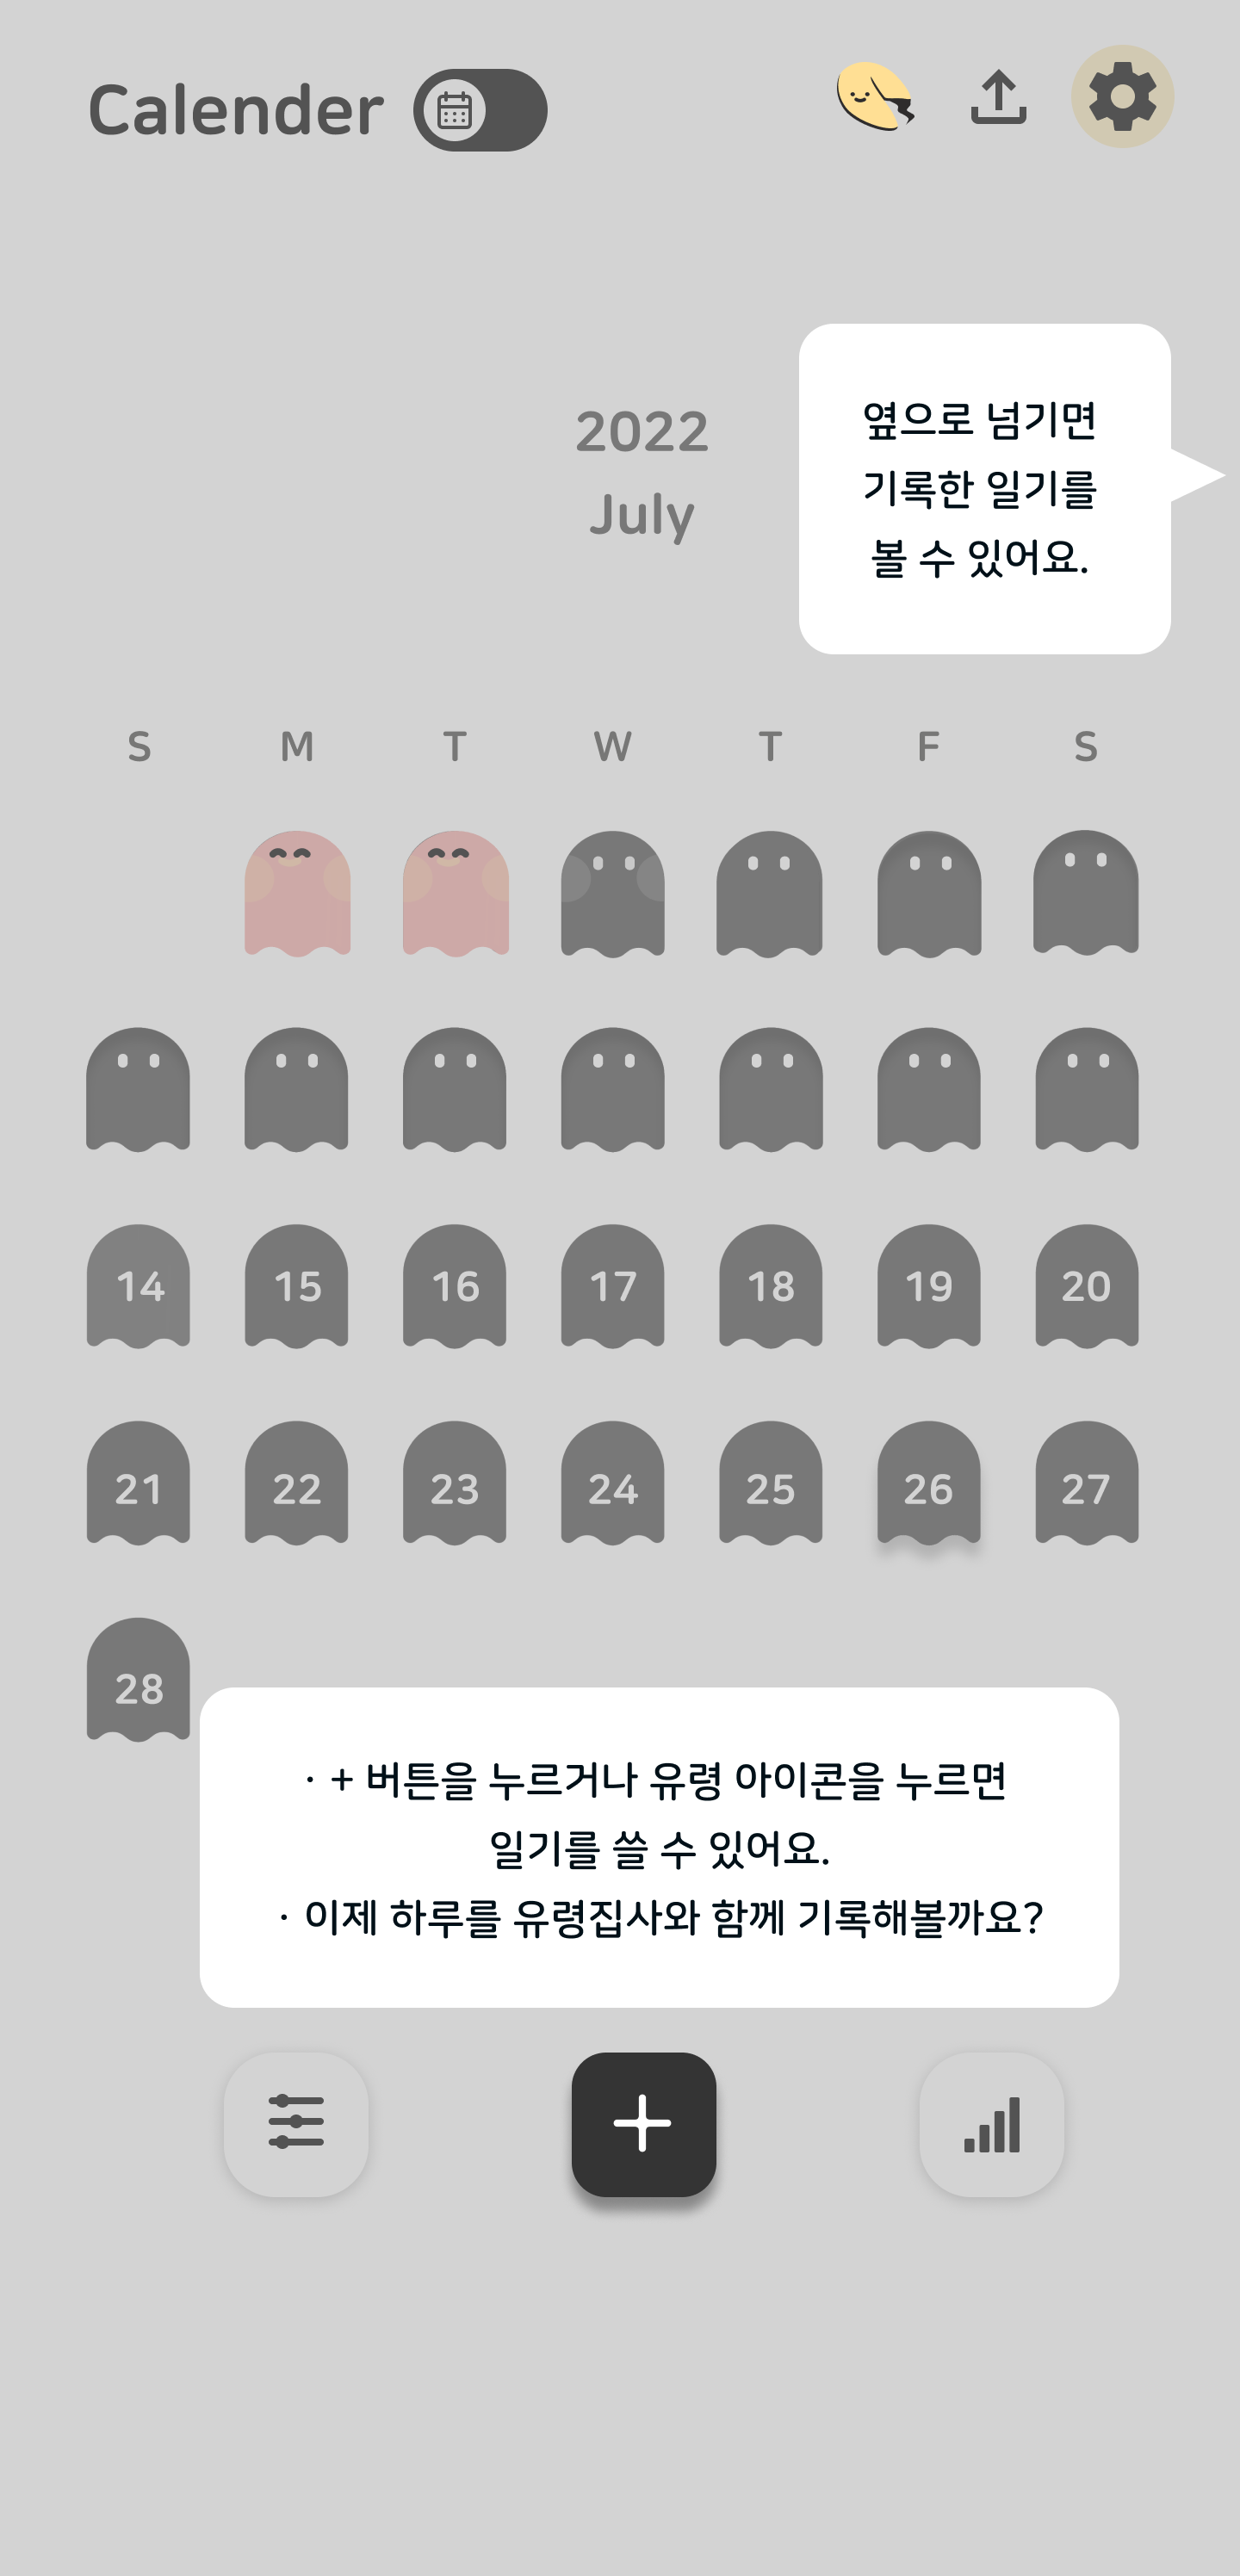 Calender
2022
July
옆으로 넘기면
기록한 일기를
볼 수 있어요.
S M T W T F S
14 15 16 17 18 19 20
21 22 23 24 25 26 27
28
· + 버튼을 누르거나 유령 아이콘을 누르면
일기를 쓸 수 있어요.
· 이제 하루를 유령집사와 함께 기록해볼까요?